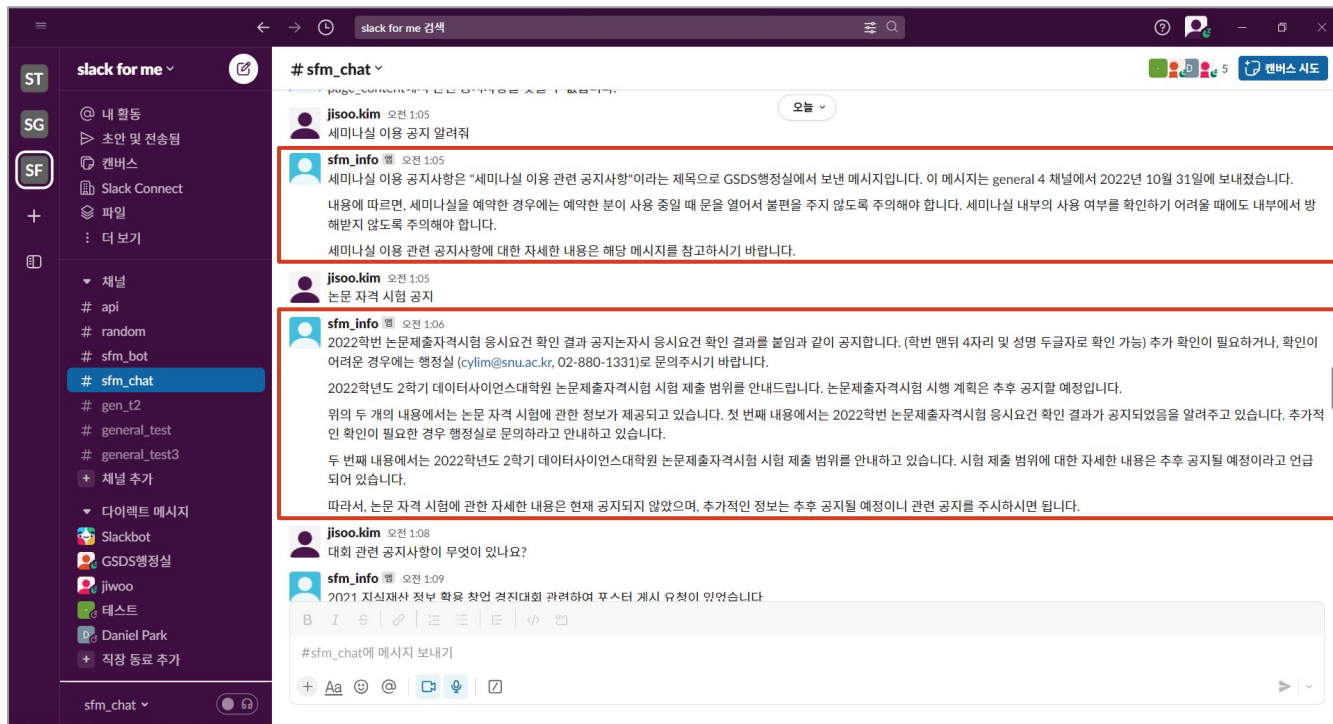 slack for me 검색
ST
SG
SF
slack for me
@ 내 활동
초안 및 전송됨
캔버스
Slack Connect
파일
더 보기
채널
# api
# random
# sfm_bot
# sfm_chat
# gen_t2
# general_test
# general_test3
+ 채널 추가
다이렉트 메시지
Slackbot
GSDS행정실
jiwoo
테스트
Daniel Park
+ 직장 동료 추가
sfm_chat
# sfm_chat
5
캔버스 시도
오늘
jisoo.kim 오전 1:05
세미나실 이용 공지 알려줘
sfm_info 앱 오전 1:05
세미나실 이용 공지사항은 "세미나실 이용 관련 공지사항"이라는 제목으로 GSDS행정실에서 보낸 메시지입니다. 이 메시지는 general 4 채널에서 2022년 10월 31일에 보내졌습니다.
내용에 따르면, 세미나실을 예약한 경우에는 예약한 분이 사용 중일 때 문을 열어서 불편을 주지 않도록 주의해야 합니다. 세미나실 내부의 사용 여부를 확인하기 어려울 때에도 내부에서 방
해받지 않도록 주의해야 합니다.
세미나실 이용 관련 공지사항에 대한 자세한 내용은 해당 메시지를 참고하시기 바랍니다.
jisoo.kim 오전 1:05
논문 자격 시험 공지
sfm_info 앱 오전 1:06
2022학번 논문제출자격시험 응시요건 확인 결과 공지논자시 응시요건 확인 결과를 붙임과 같이 공지합니다. (학번 맨뒤 4자리 및 성명 두글자로 확인 가능) 추가 확인이 필요하거나, 확인이
어려운 경우에는 행정실 (cylim@snu.ac.kr, 02-880-1331)로 문의주시기 바랍니다.
2022학년도 2학기 데이터사이언스대학원 논문제출자격시험 시험 제출 범위를 안내드립니다. 논문제출자격시험 시행 계획은 추후 공지할 예정입니다.
위의 두 개의 내용에서는 논문 자격 시험에 관한 정보가 제공되고 있습니다. 첫 번째 내용에서는 2022학번 논문제출자격시험 응시요건 확인 결과가 공지되었음을 알려주고 있습니다. 추가적
인 확인이 필요한 경우 행정실로 문의하라고 안내하고 있습니다.
두 번째 내용에서는 2022학년도 2학기 데이터사이언스대학원 논문제출자격시험 시험 제출 범위를 안내하고 있습니다. 시험 제출 범위에 대한 자세한 내용은 추후 공지될 예정이라고 언급
되어 있습니다.
따라서, 논문 자격 시험에 관한 자세한 내용은 현재 공지되지 않았으며, 추가적인 정보는 추후 공지될 예정이니 관련 공지를 주시하시면 됩니다.
jisoo.kim 오전 1:08
대회 관련 공지사항이 무엇이 있나요?
sfm_info 앱 오전 1:09
2021 지식재산 정보 활용 창업 경진대회 관련하여 포스터 게시 요청이 있었습니다
#sfm_chat에 메시지 보내기